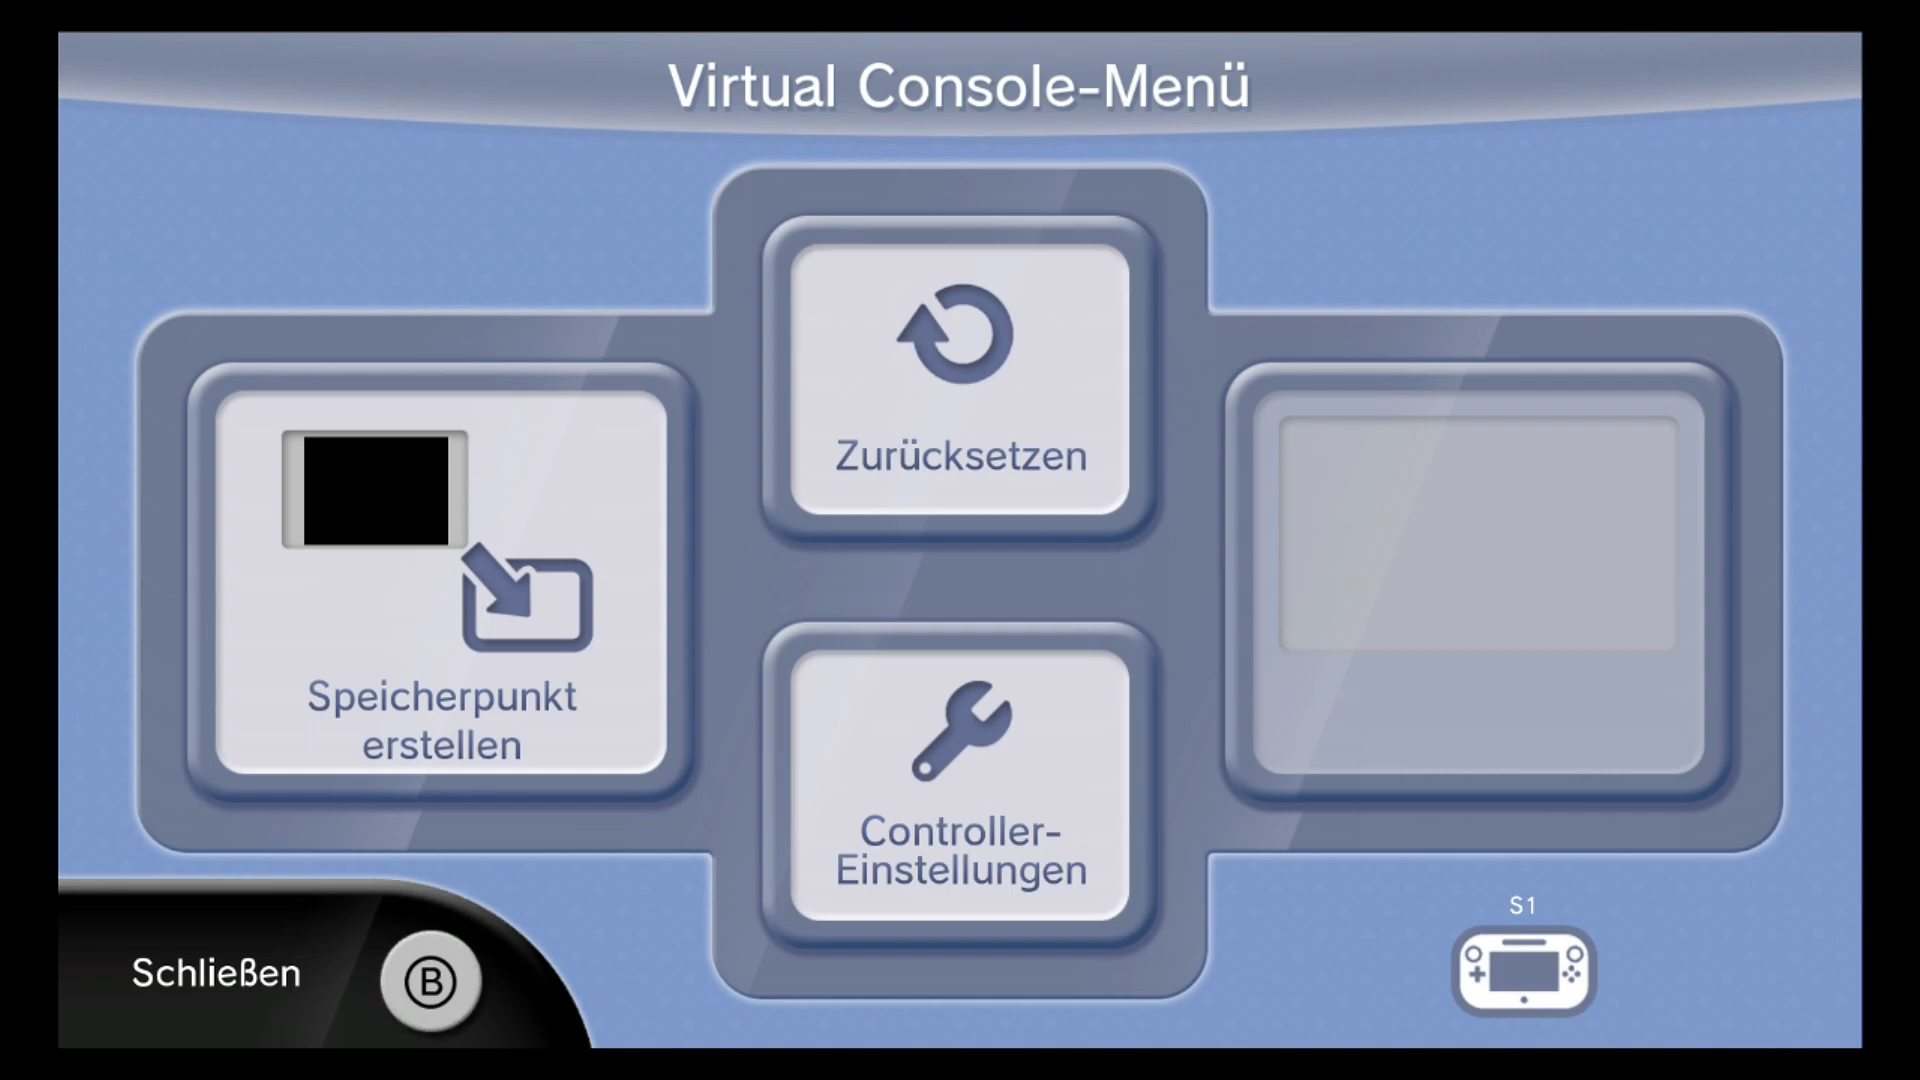 Virtual Console-Menü
Zurücksetzen
Speicherpunkt
erstellen
Controller-
Einstellungen
S1
Schließen
B